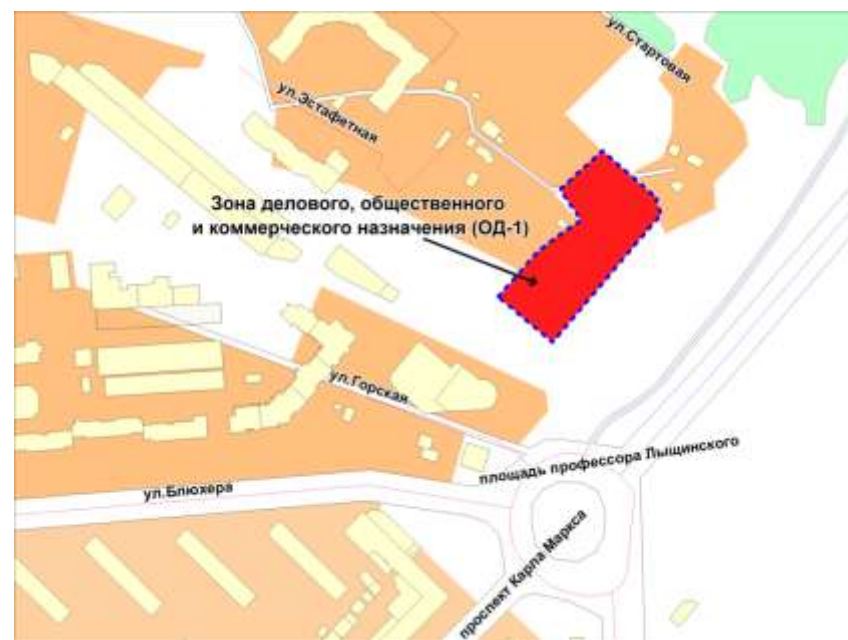 ул.Стартовая
ул.Эстафетная
Зона делового, общественного
и коммерческого назначения (ОД-1)
ул.Горская
площадь профессора Лыщинского
ул.Блюхера
проспект Карла Маркса